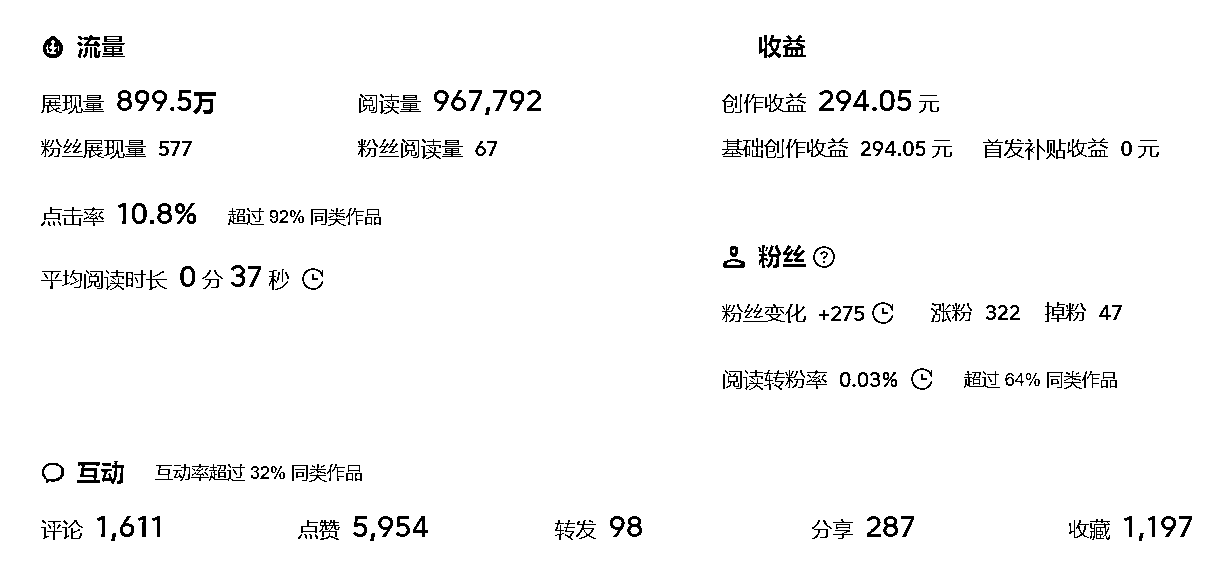 流量
展现量 899.5万 阅读量 967,792
粉丝展现量 577 粉丝阅读量 67
点击率 10.8% 超过 92% 同类作品
平均阅读时长 0 分 37 秒
收益
创作收益 294.05 元
基础创作收益 294.05 元 首发补贴收益 0 元
粉丝
粉丝变化 +275 涨粉 322 掉粉 47
阅读转粉率 0.03% 超过 64% 同类作品
互动 互动率超过 32% 同类作品
评论 1,611 点赞 5,954 转发 98 分享 287 收藏 1,197